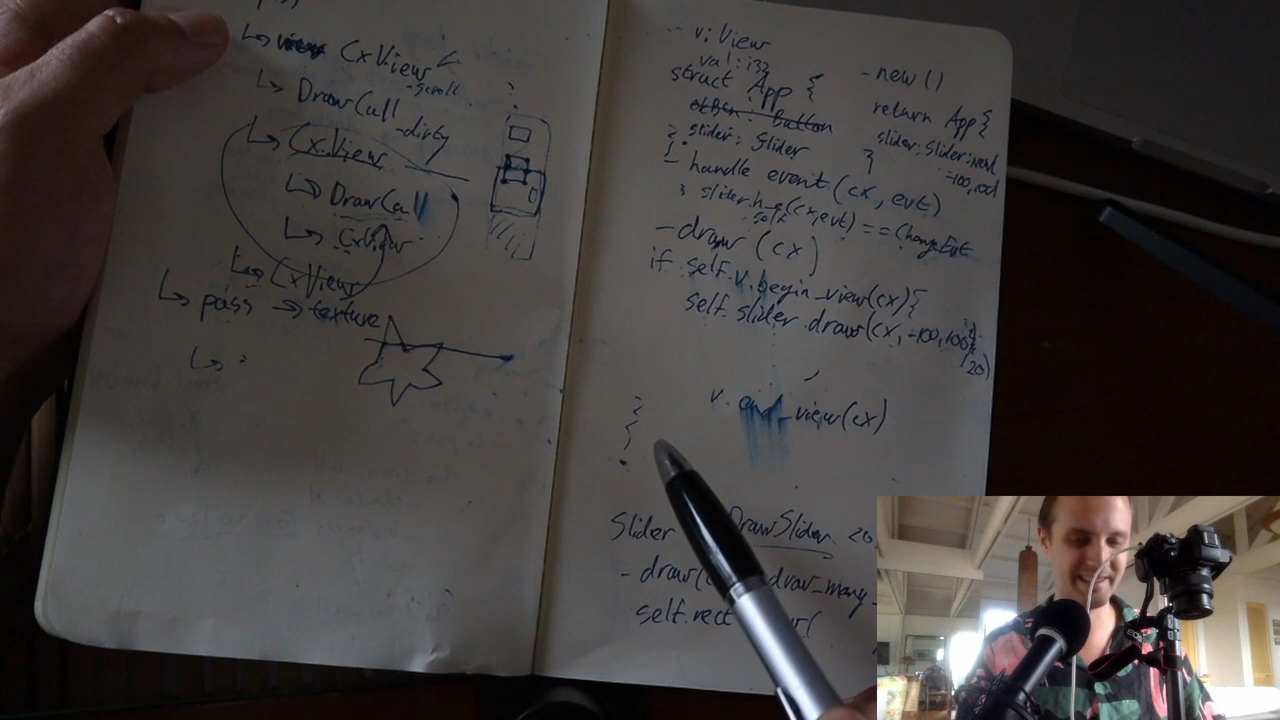 ↳ CxView
- scroll
↳ DrawCall
- dirty
↳ CxView
↳ DrawCall
↳ CxView
↳ CxView
↳ pass → texture
↳ :
- v: View
val: i32
struct App {
slider: Slider
}
- handle event (cx, evt)
slider.h_e(cx, evt) == ChangeEvt
self
- draw (cx)
if self.v.begin_view(cx){
self.slider.draw(cx, -100, 100,
20)
v. end_view(cx)
}
}
- new ()
return App {
slider: Slider::new
-100, 100
}
Slider DrawSlider 20
- draw( draw_many_
self.rect